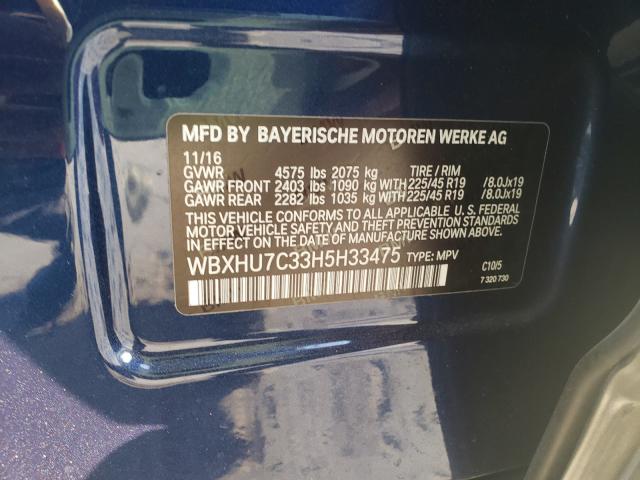 MFD BY BAYERISCHE MOTOREN WERKE AG
11/16
GVWR 4575 lbs 2075 kg TIRE / RIM
GAWR FRONT 2403 lbs 1090 kg WITH 225/45 R19 /8.0Jx19
GAWR REAR 2282 lbs 1035 kg WITH 225/45 R19 /8.0Jx19
THIS VEHICLE CONFORMS TO ALL APPLICABLE U. S. FEDERAL
MOTOR VEHICLE SAFETY STANDARDS IN EFFECT ON
THE DATE OF MANUFACTURE SHOWN ABOVE.
WBXHU7C33H5H33475 TYPE: MPV
C10/5
7 320 730